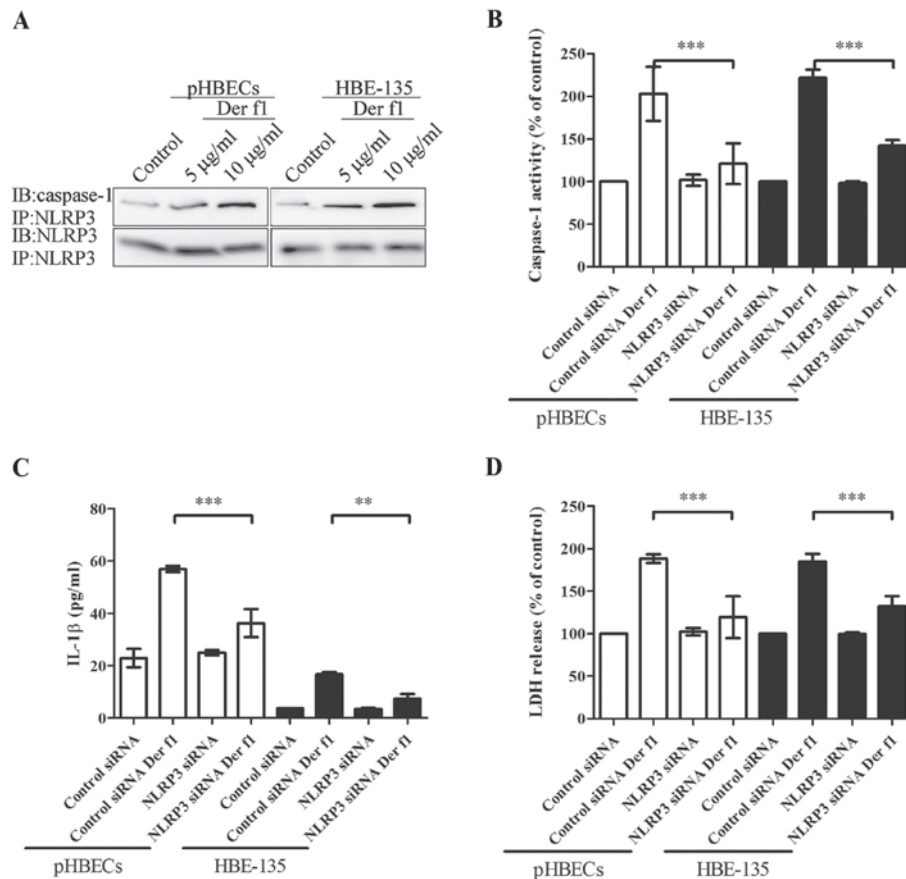 A
pHBECs HBE-135
Der f1 Der f1
Control 5 µg/ml 10 µg/ml Control 5 µg/ml 10 µg/ml
IB:caspase-1
IP:NLRP3
IB:NLRP3
IP:NLRP3
B
*** ***
Caspase-1 activity (% of control)
250
200
150
100
50
0
Control siRNA
Control siRNA Der f1
NLRP3 siRNA
NLRP3 siRNA Der f1
Control siRNA
Control siRNA Der f1
NLRP3 siRNA
NLRP3 siRNA Der f1
pHBECs HBE-135
C
*** **
IL-1β (pg/ml)
80
60
40
20
0
Control siRNA
Control siRNA Der f1
NLRP3 siRNA
NLRP3 siRNA Der f1
Control siRNA
Control siRNA Der f1
NLRP3 siRNA
NLRP3 siRNA Der f1
pHBECs HBE-135
D
*** ***
LDH release (% of control)
250
200
150
100
50
0
Control siRNA
Control siRNA Der f1
NLRP3 siRNA
NLRP3 siRNA Der f1
Control siRNA
Control siRNA Der f1
NLRP3 siRNA
NLRP3 siRNA Der f1
pHBECs HBE-135